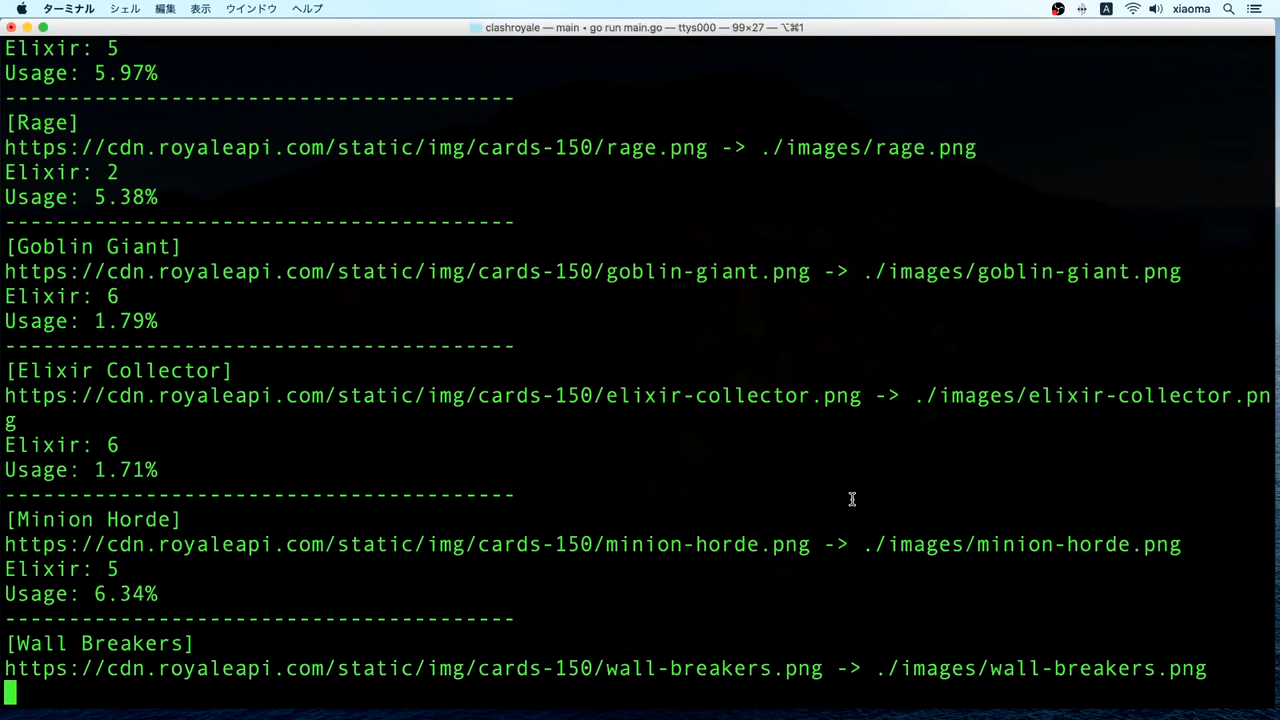 ターミナル シェル 編集 表示 ウインドウ ヘルプ A xiaoma
clashroyale — main • go run main.go — ttys000 — 99×27 — ⌥⌘1
Elixir: 5
Usage: 5.97%
----------------------------------------
[Rage]
https://cdn.royaleapi.com/static/img/cards-150/rage.png -> ./images/rage.png
Elixir: 2
Usage: 5.38%
----------------------------------------
[Goblin Giant]
https://cdn.royaleapi.com/static/img/cards-150/goblin-giant.png -> ./images/goblin-giant.png
Elixir: 6
Usage: 1.79%
----------------------------------------
[Elixir Collector]
https://cdn.royaleapi.com/static/img/cards-150/elixir-collector.png -> ./images/elixir-collector.pn
g
Elixir: 6
Usage: 1.71%
----------------------------------------
[Minion Horde]
https://cdn.royaleapi.com/static/img/cards-150/minion-horde.png -> ./images/minion-horde.png
Elixir: 5
Usage: 6.34%
----------------------------------------
[Wall Breakers]
https://cdn.royaleapi.com/static/img/cards-150/wall-breakers.png -> ./images/wall-breakers.png